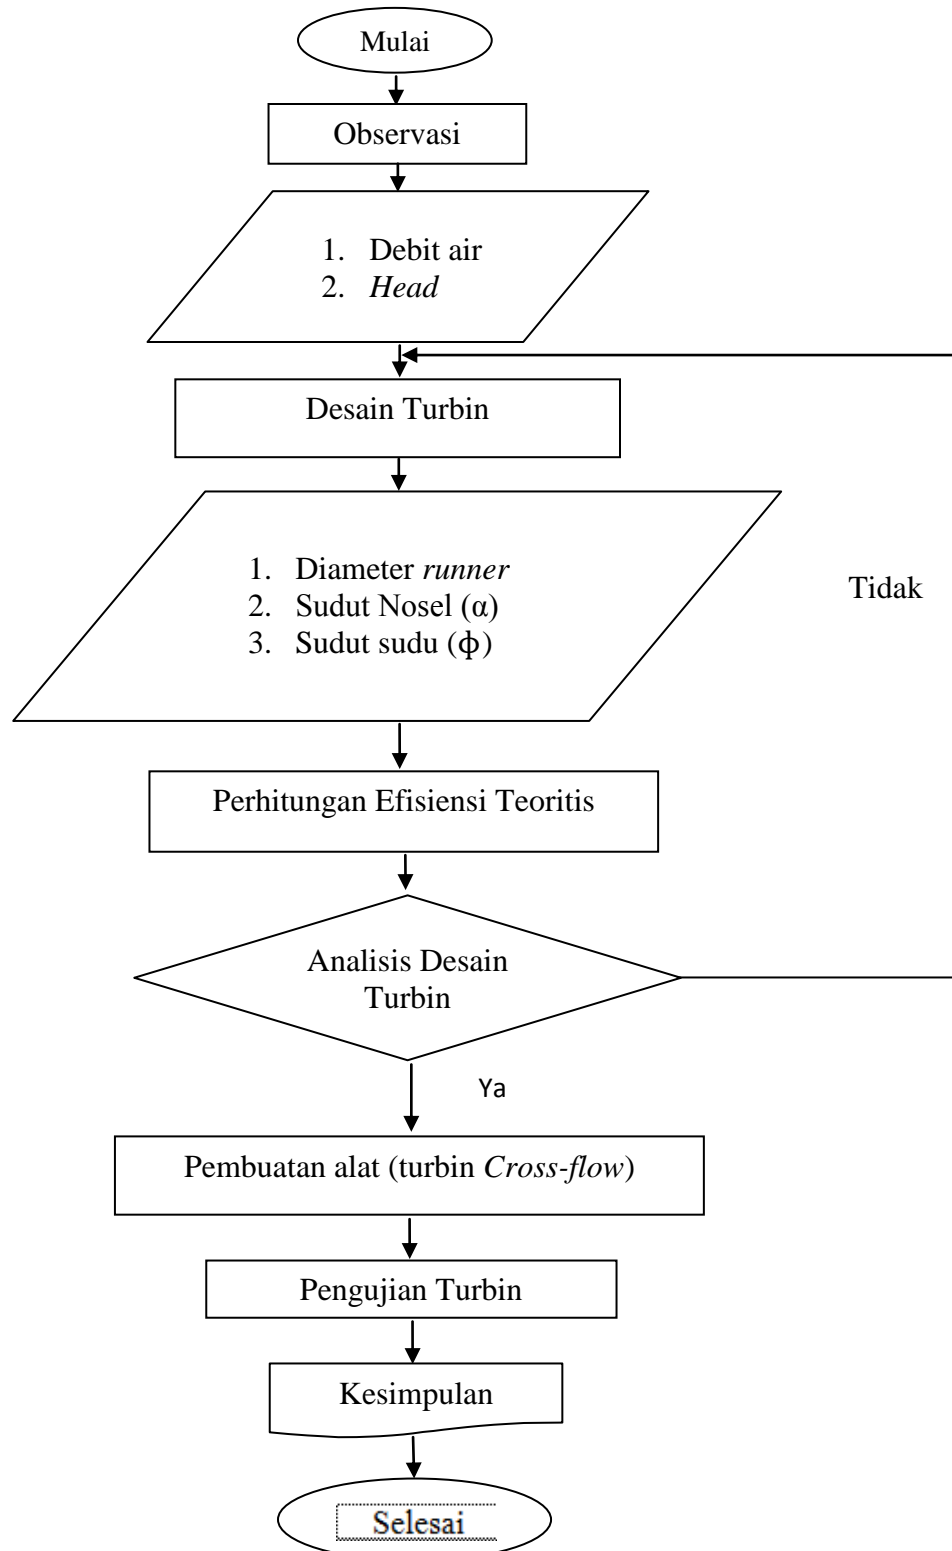 Mulai
Observasi
1. Debit air
2. Head
Desain Turbin
1. Diameter runner
2. Sudut Nosel (α)
3. Sudut sudu (ϕ)
Tidak
Perhitungan Efisiensi Teoritis
Analisis Desain
Turbin
Ya
Pembuatan alat (turbin Cross-flow)
Pengujian Turbin
Kesimpulan
Selesai